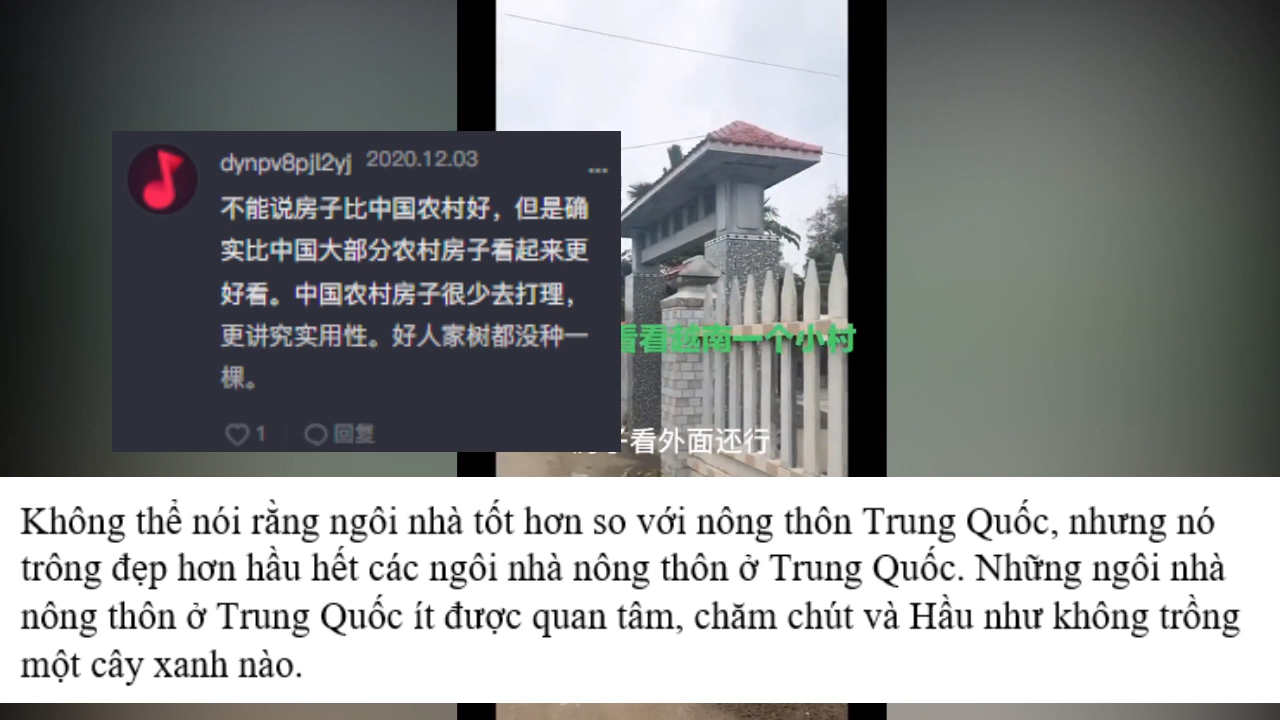 dynpv8pjl2yj 2020.12.03
不能说房子比中国农村好，但是确
实比中国大部分农村房子看起来更
好看。中国农村房子很少去打理，
更讲究实用性。好人家树都没种一
棵。
1 回复
看越南一个小村
子看外面还行
Không thể nói rằng ngôi nhà tốt hơn so với nông thôn Trung Quốc, nhưng nó
trông đẹp hơn hầu hết các ngôi nhà nông thôn ở Trung Quốc. Những ngôi nhà
nông thôn ở Trung Quốc ít được quan tâm, chăm chút và Hầu như không trồng
một cây xanh nào.